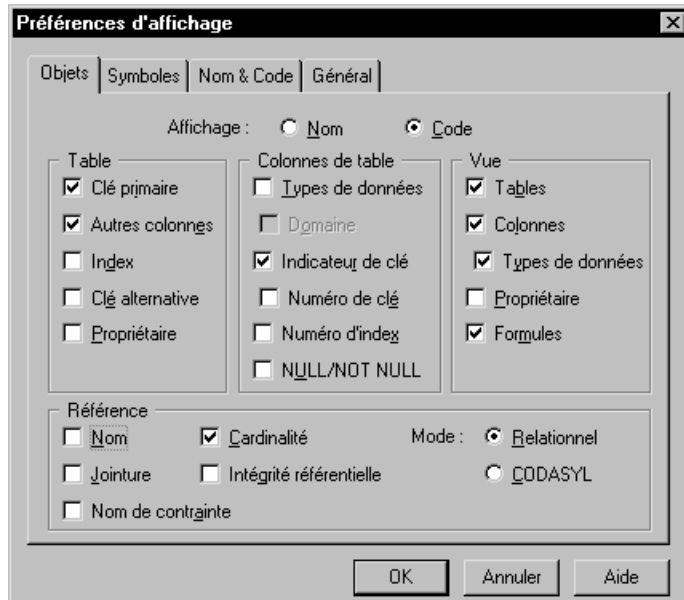 Préférences d'affichage
Objets Symboles Nom & Code Général
Affichage : Nom Code
Table
Clé primaire
Autres colonnes
Index
Clé alternative
Propriétaire
Colonnes de table
Types de données
Domaine
Indicateur de clé
Numéro de clé
Numéro d'index
NULL/NOT NULL
Vue
Tables
Colonnes
Types de données
Propriétaire
Formules
Référence
Nom Cardinalité Mode : Relationnel
Jointure Intégrité référentielle CODASYL
Nom de contrainte
OK Annuler Aide